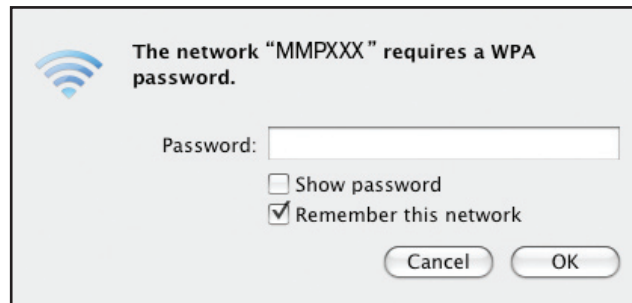 The network “MMPXXX” requires a WPA
password.
Password:
Show password
Remember this network
Cancel OK